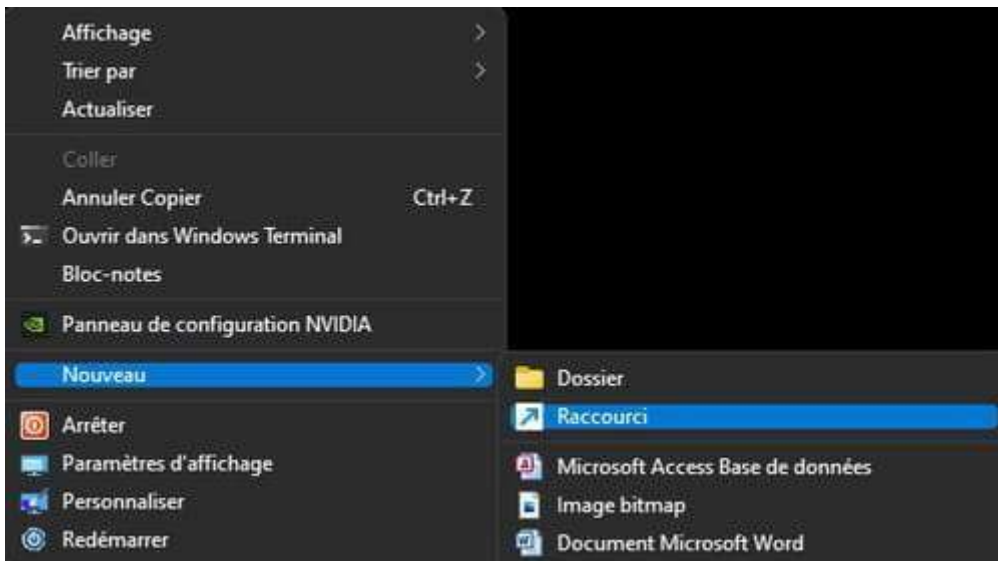 Affichage
Trier par
Actualiser
Coller
Annuler Copier Ctrl+Z
Ouvrir dans Windows Terminal
Bloc-notes
Panneau de configuration NVIDIA
Nouveau
Arrêter
Paramètres d'affichage
Personnaliser
Redémarrer
Dossier
Raccourci
Microsoft Access Base de données
Image bitmap
Document Microsoft Word